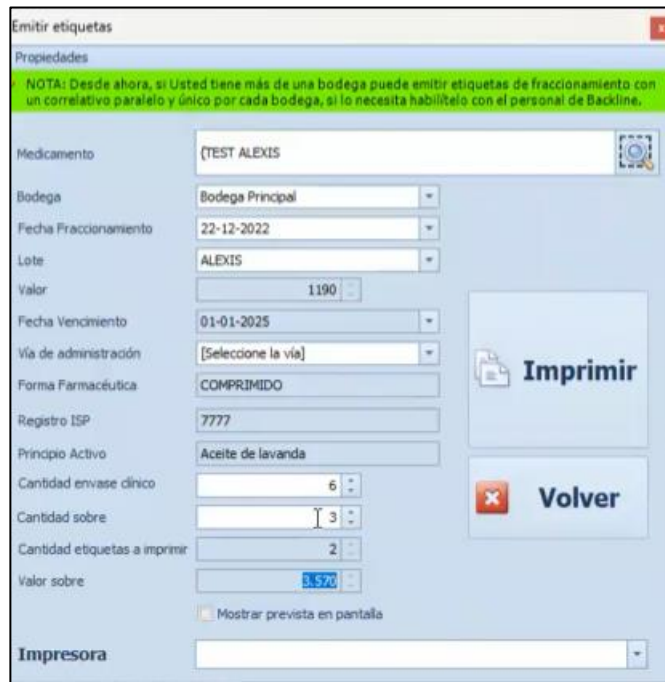 Emitir etiquetas
x
Propiedades
NOTA: Desde ahora, si Usted tiene más de una bodega puede emitir etiquetas de fraccionamiento con
un correlativo paralelo y único por cada bodega, si lo necesita habilítelo con el personal de Backline.
Medicamento (TEST ALEXIS
Bodega Bodega Principal
Fecha Fraccionamiento 22-12-2022
Lote ALEXIS
Valor 1190
Fecha Vencimiento 01-01-2025
Vía de administración [Seleccione la vía]
Forma Farmacéutica COMPRIMIDO
Registro ISP 7777
Principio Activo Aceite de lavanda
Cantidad envase clínico 6
Cantidad sobre 3
Cantidad etiquetas a imprimir 2
Valor sobre 3.570
Mostrar prevista en pantalla
Impresora
Imprimir
Volver